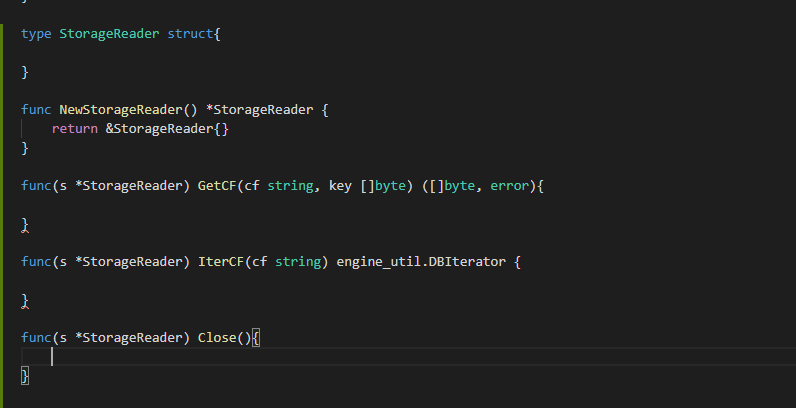 type StorageReader struct{
}
func NewStorageReader() *StorageReader {
return &StorageReader{}
}
func(s *StorageReader) GetCF(cf string, key []byte) ([]byte, error){
}
func(s *StorageReader) IterCF(cf string) engine_util.DBIterator {
}
func(s *StorageReader) Close(){
}